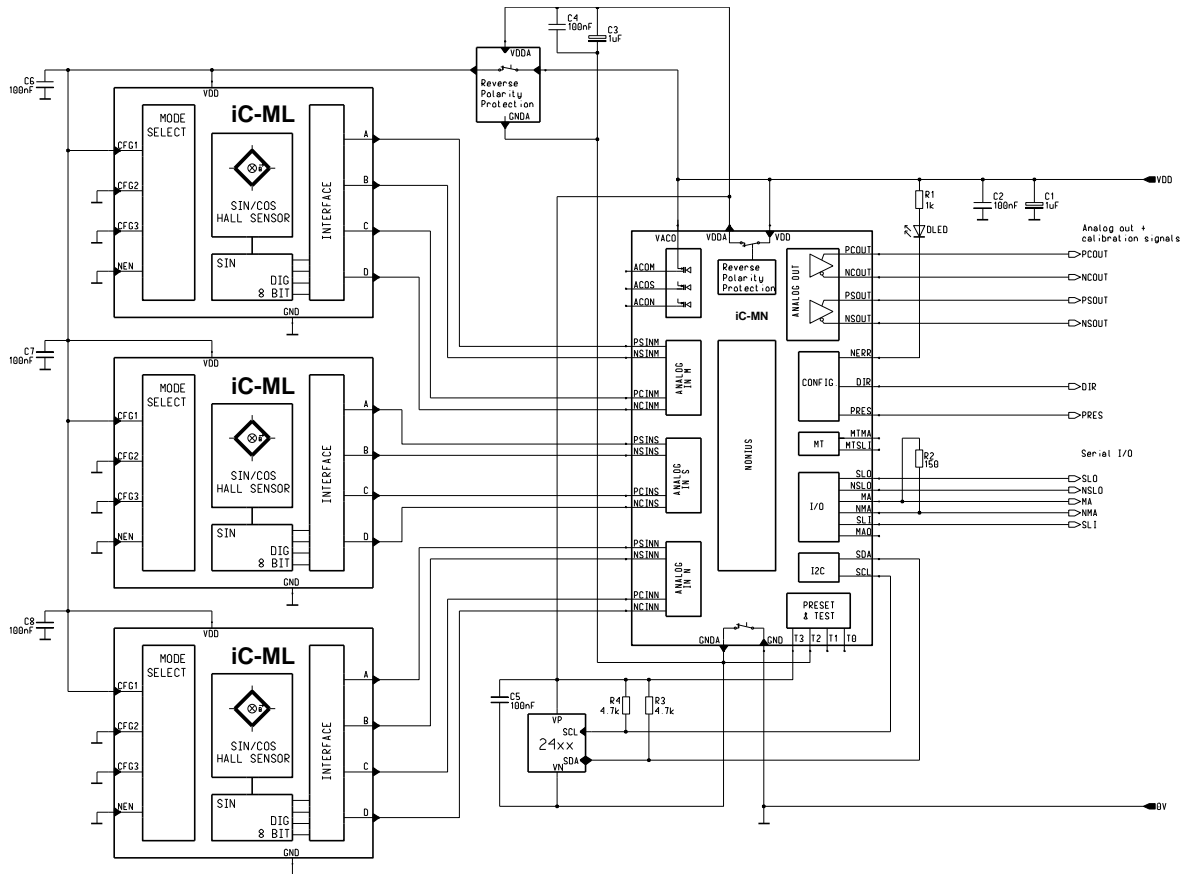 C4
100nF
C3
1uF
VDDA
Reverse
Polarity
Protection
GNDA
C6
100nF
VDD
iC-ML
MODE
SELECT
CFG1
CFG2
CFG3
NEN
SIN/COS
HALL SENSOR
SIN
DIG
8 BIT
INTERFACE
A
B
C
D
GND
C7
100nF
VDD
iC-ML
MODE
SELECT
CFG1
CFG2
CFG3
NEN
SIN/COS
HALL SENSOR
SIN
DIG
8 BIT
INTERFACE
A
B
C
D
GND
C8
100nF
VDD
iC-ML
MODE
SELECT
CFG1
CFG2
CFG3
NEN
SIN/COS
HALL SENSOR
SIN
DIG
8 BIT
INTERFACE
A
B
C
D
GND
VDD
R1
1k
DLED
C2
100nF
C1
1uF
Analog out +
calibration signals
VACO
VDDA
VDD
ACOM
ACOS
ACON
Reverse
Polarity
Protection
iC-MN
ANALOG OUT
PCOUT
NCOUT
PSOUT
NSOUT
PCOUT
NCOUT
PSOUT
NSOUT
PSINM
NSINM
PCINM
NCINM
ANALOG
IN M
PSINS
NSINS
PCINS
NCINS
ANALOG
IN S
PSINN
NSINN
PCINN
NCINN
ANALOG
IN N
NONIUS
CONFIG
NERR
DIR
PRES
DIR
PRES
MT
MTMA
MTSLI
R2
150
Serial I/O
I/O
SLO
NSLO
MA
NMA
SLI
MAO
SLO
NSLO
MA
NMA
SLI
I2C
SDA
SCL
PRESET
& TEST
GNDA
GND
T3
T2
T1
T0
C5
100nF
R4
4.7k
R3
4.7k
VP
SCL
24xx
SDA
VN
0V